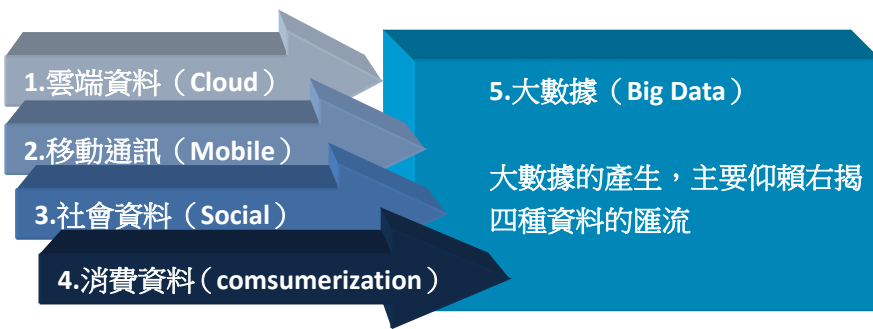 1.雲端資料（Cloud）
2.移動通訊（Mobile）
3.社會資料（Social）
4.消費資料（comsumerization）
5.大數據（Big Data）
大數據的產生，主要仰賴右揭
四種資料的匯流